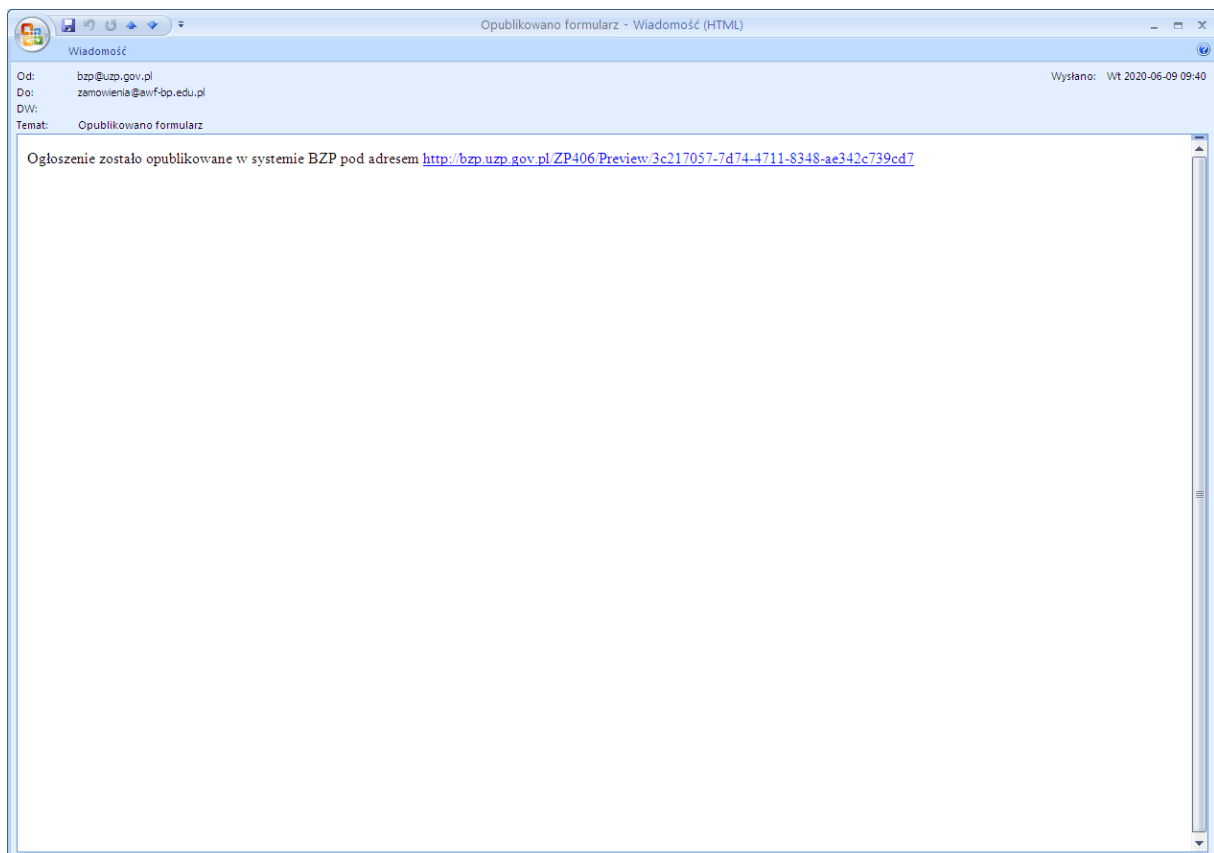 Opublikowano formularz - Wiadomość (HTML)
Wiadomość
Od: bzp@uzp.gov.pl Wysłano: Wt 2020-06-09 09:40
Do: zamowienia@awf-bp.edu.pl
DW:
Temat: Opublikowano formularz
Ogłoszenie zostało opublikowane w systemie BZP pod adresem http://bzp.uzp.gov.pl/ZP406/Preview/3c217057-7d74-4711-8348-ae342c739cd7